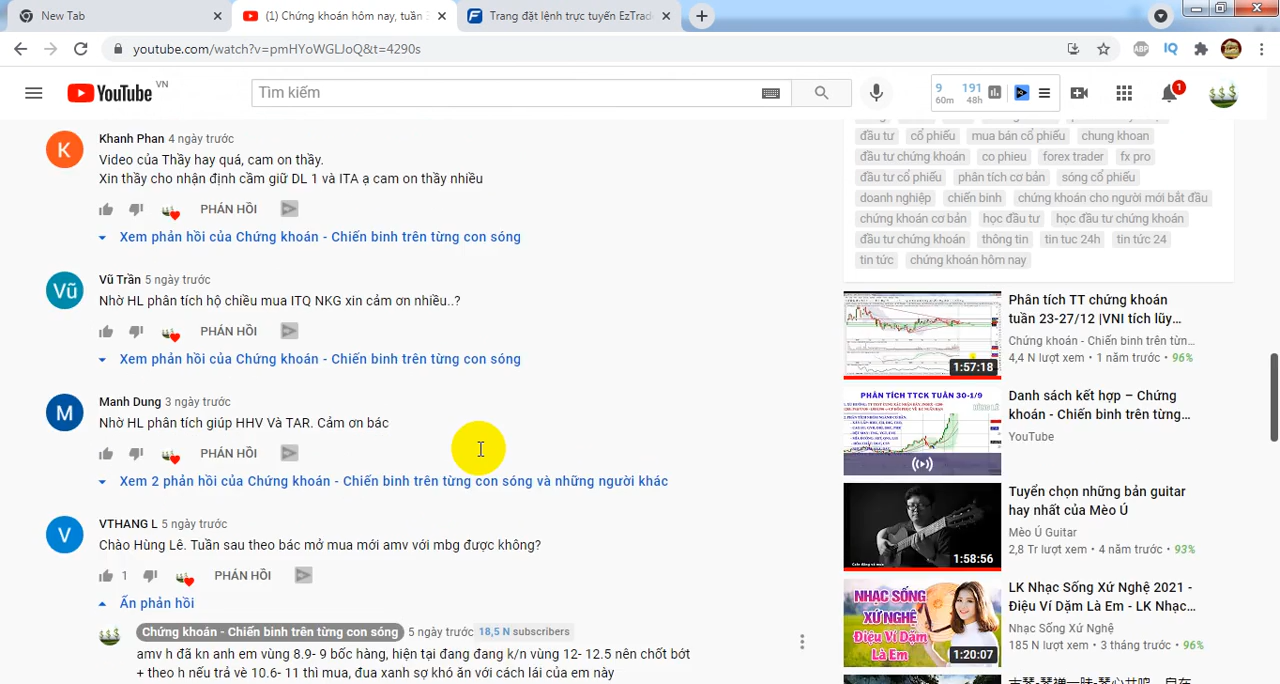 New Tab
(1) Chứng khoán hôm nay, tuần
Trang đặt lệnh trực tuyến EzTrad
youtube.com/watch?v=pmHYoWGLJoQ&t=4290s
ABP
IQ
YouTube VN
Tìm kiếm
9 60m
191 48h
1
Khanh Phan 4 ngày trước
Video của Thầy hay quá, cam on thầy.
Xin thầy cho nhận định cầm giữ DL 1 và ITA ạ cam on thầy nhiều
PHẢN HỒI
Xem phản hồi của Chứng khoán - Chiến binh trên từng con sóng
Vũ
Vũ Trần 5 ngày trước
Nhờ HL phân tích hộ chiều mua ITQ NKG xin cảm ơn nhiều..?
PHẢN HỒI
Xem phản hồi của Chứng khoán - Chiến binh trên từng con sóng
M
Manh Dung 3 ngày trước
Nhờ HL phân tích giúp HHV Và TAR. Cảm ơn bác
PHẢN HỒI
Xem 2 phản hồi của Chứng khoán - Chiến binh trên từng con sóng và những người khác
V
VTHANG L 5 ngày trước
Chào Hùng Lê. Tuần sau theo bác mở mua mới amv với mbg được không?
1 PHẢN HỒI
Ẩn phản hồi
Chứng khoán - Chiến binh trên từng con sóng 5 ngày trước 18,5 N subscribers
amv h đã kn, đem vùng 8 -9 bốc hàng, hiện tại đang đang k/n vùng 12- 12.5 nên chốt bớt
+ theo h nếu trả về 10.6- 11 thì mua, đua xanh sợ khó ăn với cách lái của em này
K
đầu tư cổ phiếu mua bán cổ phiếu chung khoan
đầu tư chứng khoán co phieu forex trader fx pro
đầu tư cổ phiếu phân tích cơ bản sóng cổ phiếu
doanh nghiệp chiến binh chứng khoán cho người mới bắt đầu
chứng khoán cơ bản học đầu tư học đầu tư chứng khoán
đầu tư chứng khoán thông tin tin tuc 24h tin tức 24
tin tức chứng khoán hôm nay
1:57:18
Phân tích TT chứng khoán
tuần 23-27/12 |VNI tích lũy...
Chứng khoán - Chiến binh trên từn...
4,4 N lượt xem • 1 năm trước • 96%
PHÂN TÍCH TTCK TUẦN 30-1/9
Danh sách kết hợp – Chứng
khoán - Chiến binh trên từng...
YouTube
1:58:56
Tuyển chọn những bản guitar
hay nhất của Mèo Ú
Mèo Ú Guitar
2,8 Tr lượt xem • 4 năm trước • 93%
NHẠC SỐNG
XỨ NGHỆ
Điệu Ví Dặm
Là Em
1:20:07
LK Nhạc Sống Xứ Nghệ 2021 -
Điệu Ví Dặm Là Em - LK Nhạc...
Nhạc Sống Xứ Nghệ
185 N lượt xem • 3 tháng trước • 96%